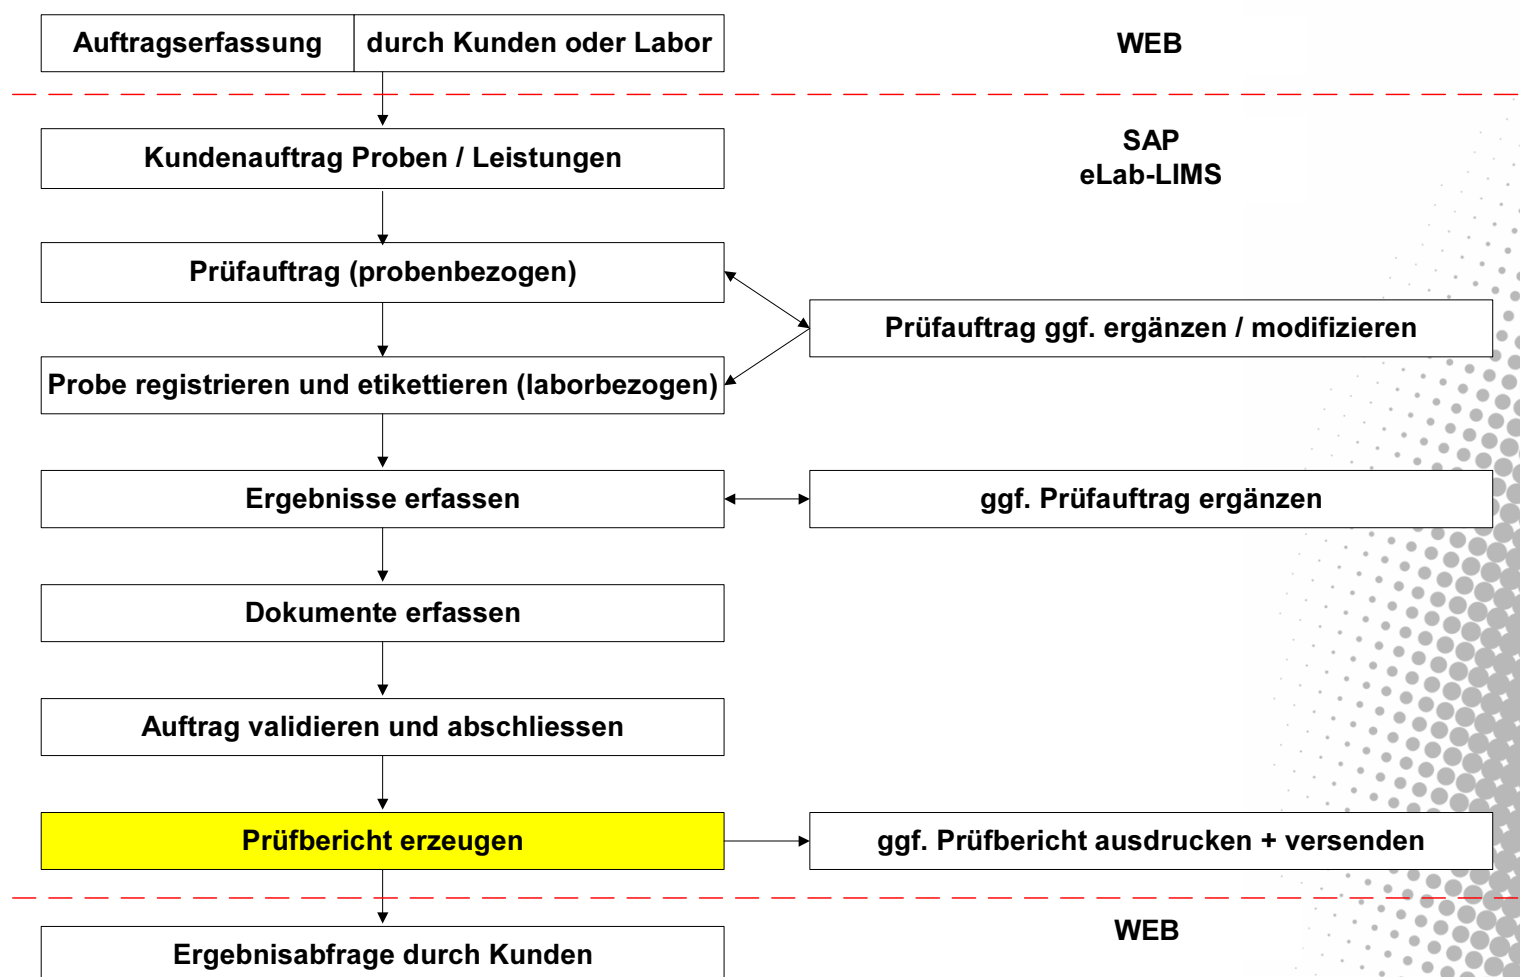 Auftragserfassung durch Kunden oder Labor WEB
Kundenauftrag Proben / Leistungen
SAP
eLab-LIMS
Prüfauftrag (probenbezogen)
Prüfauftrag ggf. ergänzen / modifizieren
Probe registrieren und etikettieren (laborbezogen)
Ergebnisse erfassen
ggf. Prüfauftrag ergänzen
Dokumente erfassen
Auftrag validieren und abschliessen
Prüfbericht erzeugen
ggf. Prüfbericht ausdrucken + versenden
WEB
Ergebnisabfrage durch Kunden